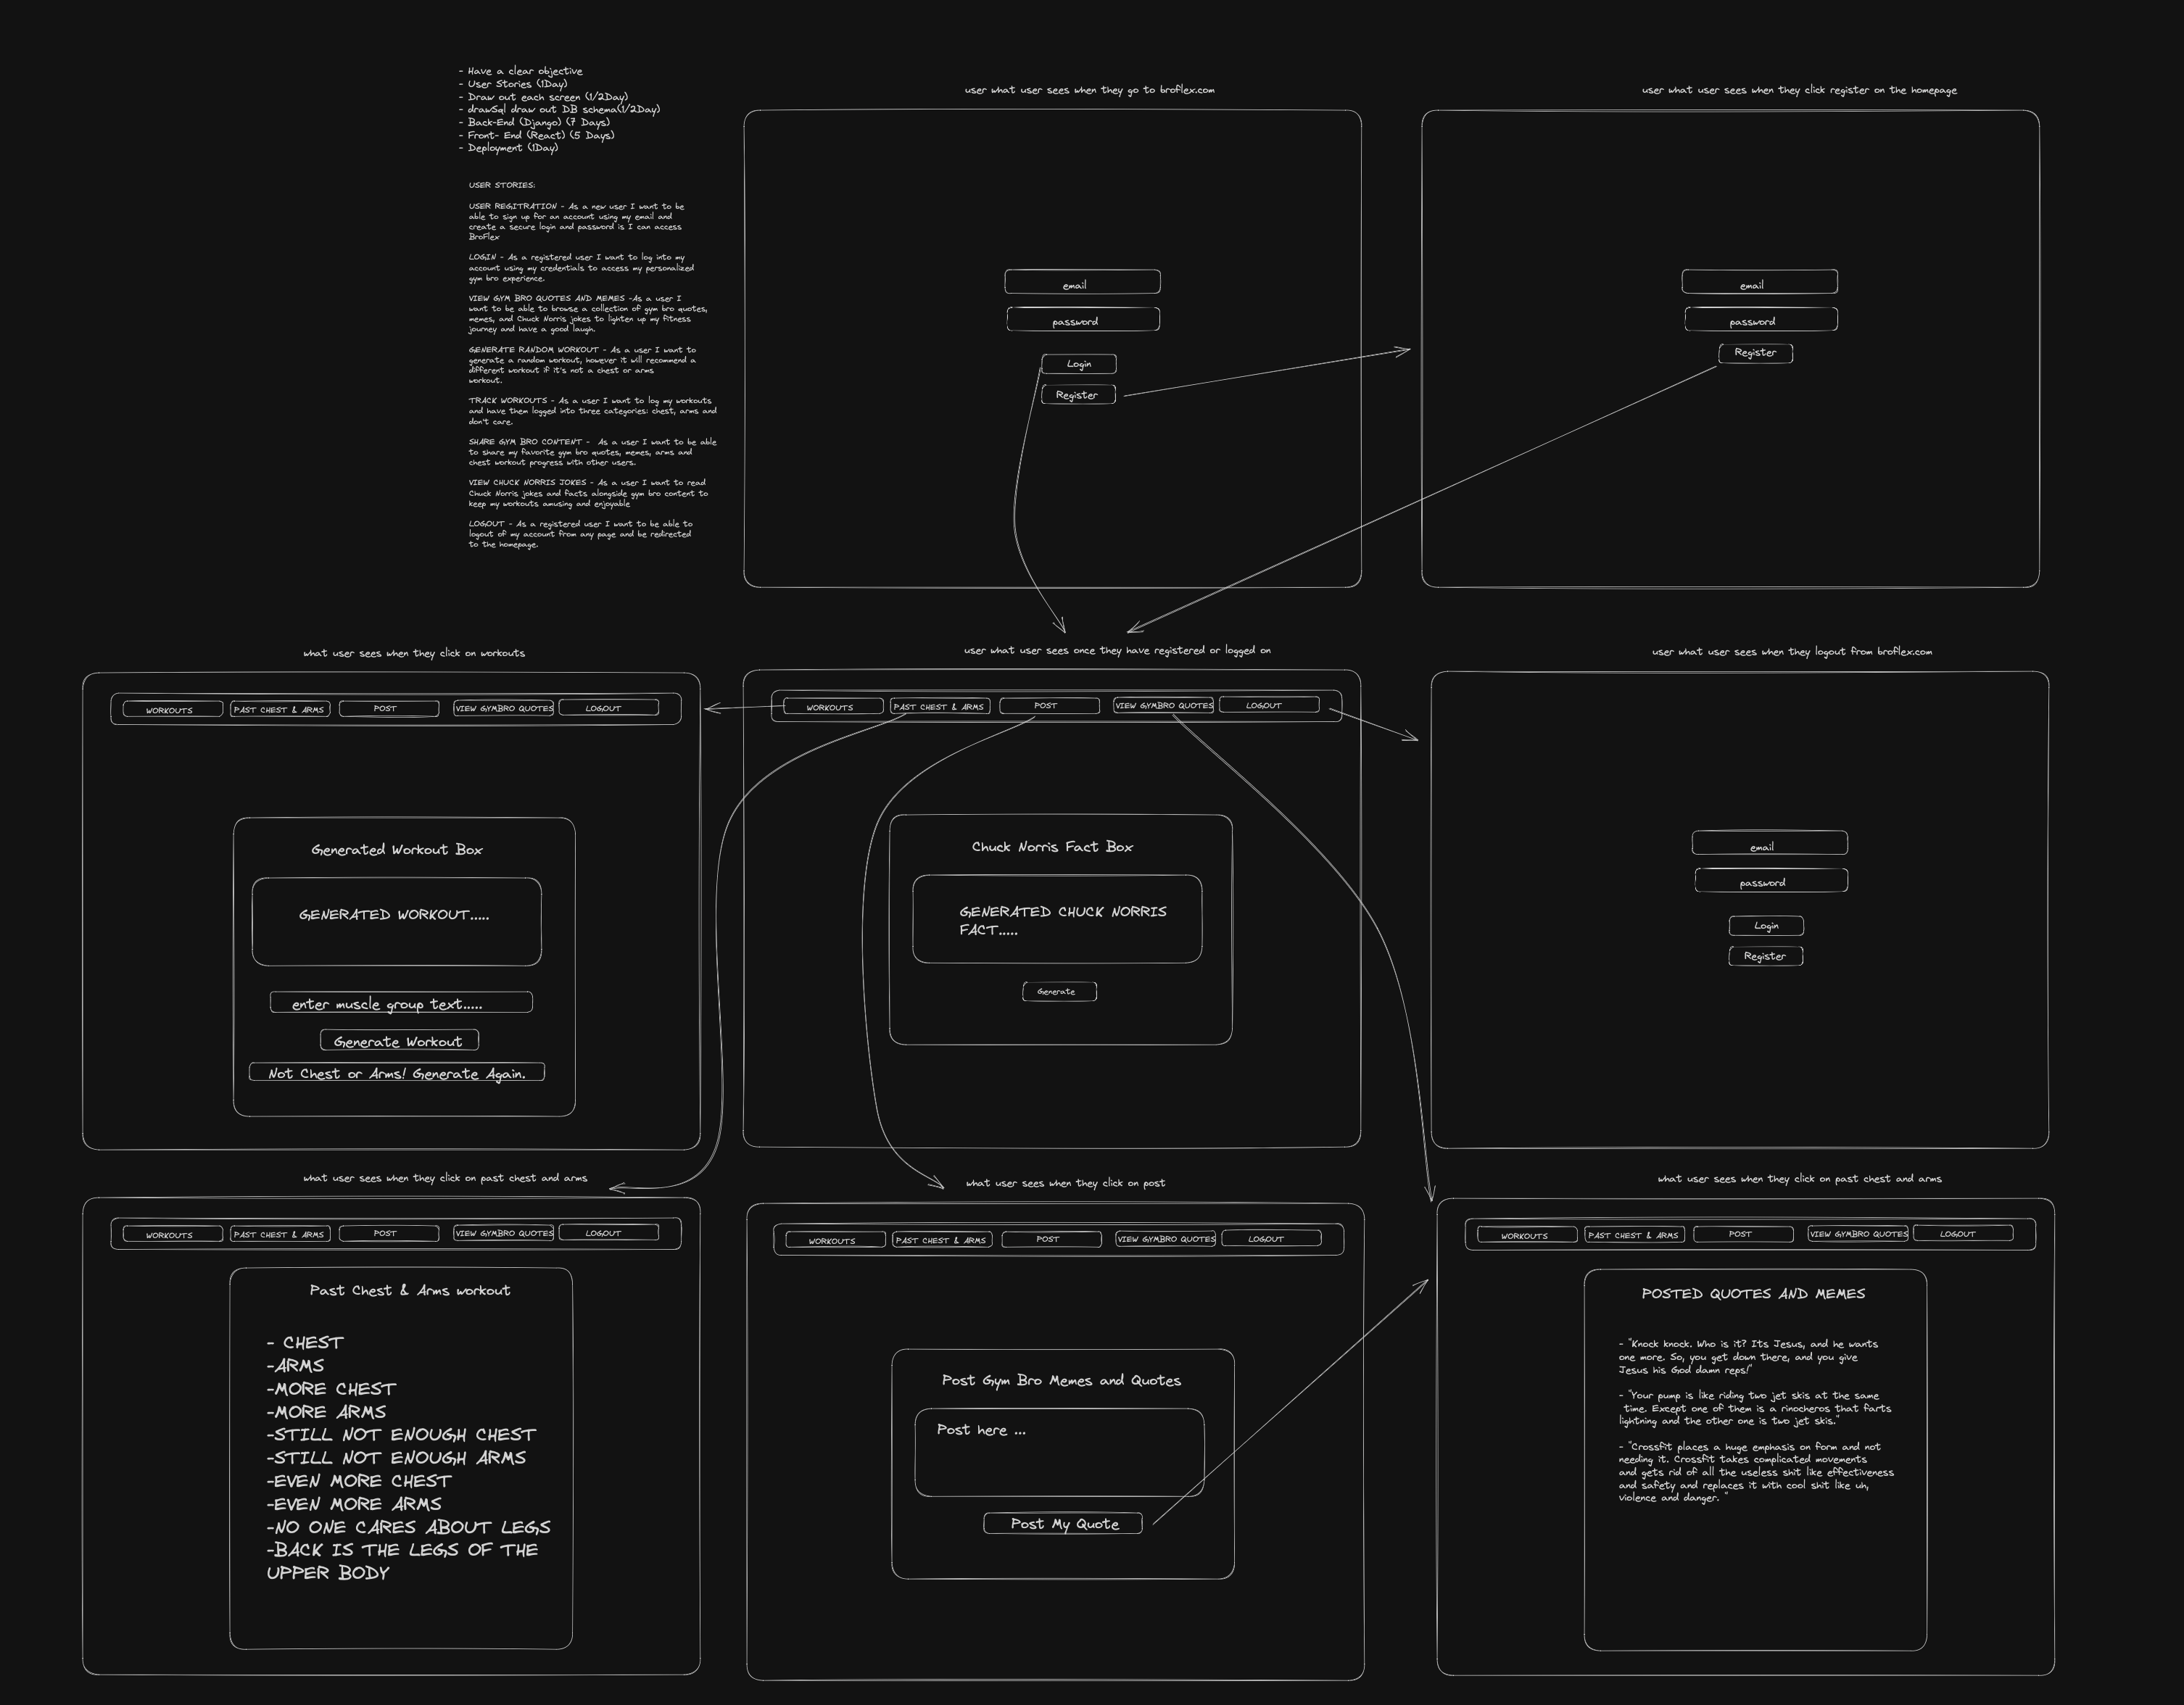 - Have a clear objective
- User Stories (1Day)
- Draw out each screen (1/2Day)
- drawSql draw out DB schema(1/2Day)
- Back-End (Django) (7 Days)
- Front- End (React) (5 Days)
- Deployment (1Day)
USER STORIES:
USER REGITRATION - As a new user I want to be
able to sign up for an account using my email and
create a secure login and password is I can access
BroFlex
LOGIN - As a registered user I want to log into my
account using my credentials to access my personalized
gym bro experience.
VIEW GYM BRO QUOTES AND MEMES -As a user I
want to be able to browse a collection of gym bro quotes,
memes, and Chuck Norris jokes to lighten up my fitness
journey and have a good laugh.
GENERATE RANDOM WORKOUT - As a user I want to
generate a random workout, however it will recommend a
different workout if it's not a chest or arms
workout.
TRACK WORKOUTS - As a user I want to log my workouts
and have them logged into three categories: chest, arms and
don't care.
SHARE GYM BRO CONTENT - As a user I want to be able
to share my favorite gym bro quotes, memes, arms and
chest workout progress with other users.
VIEW CHUCK NORRIS JOKES - As a user I want to read
Chuck Norris jokes and facts alongside gym bro content to
keep my workouts amusing and enjoyable
LOGOUT - As a registered user I want to be able to
logout of my account from any page and be redirected
to the homepage.
user what user sees when they go to broflex.com
email
password
Login
Register
user what user sees when they click register on the homepage
email
password
Register
what user sees when they click on workouts
WORKOUTS
PAST CHEST & ARMS
POST
VIEW GYMBRO QUOTES
LOGOUT
Generated Workout Box
GENERATED WORKOUT.....
enter muscle group text.....
Generate Workout
Not Chest or Arms! Generate Again.
user what user sees once they have registered or logged on
WORKOUTS
PAST CHEST & ARMS
POST
VIEW GYMBRO QUOTES
LOGOUT
Chuck Norris Fact Box
GENERATED CHUCK NORRIS
FACT.....
Generate
user what user sees when they logout from broflex.com
email
password
Login
Register
what user sees when they click on past chest and arms
WORKOUTS
PAST CHEST & ARMS
POST
VIEW GYMBRO QUOTES
LOGOUT
Past Chest & Arms workout
- CHEST
-ARMS
-MORE CHEST
-MORE ARMS
-STILL NOT ENOUGH CHEST
-STILL NOT ENOUGH ARMS
-EVEN MORE CHEST
-EVEN MORE ARMS
-NO ONE CARES ABOUT LEGS
-BACK IS THE LEGS OF THE
UPPER BODY
what user sees when they click on post
WORKOUTS
PAST CHEST & ARMS
POST
VIEW GYMBRO QUOTES
LOGOUT
Post Gym Bro Memes and Quotes
Post here ...
Post My Quote
what user sees when they click on past chest and arms
WORKOUTS
PAST CHEST & ARMS
POST
VIEW GYMBRO QUOTES
LOGOUT
POSTED QUOTES AND MEMES
- "Knock knock. Who is it? Its Jesus, and he wants
one more. So, you get down there, and you give
Jesus his God damn reps!"
- "Your pump is like riding two jet skis at the same
time. Except one of them is a rinocheros that farts
lightning and the other one is two jet skis."
- "Crossfit places a huge emphasis on form and not
needing it. Crossfit takes complicated movements
and gets rid of all the useless shit like effectiveness
and safety and replaces it with cool shit like uh,
violence and danger. "